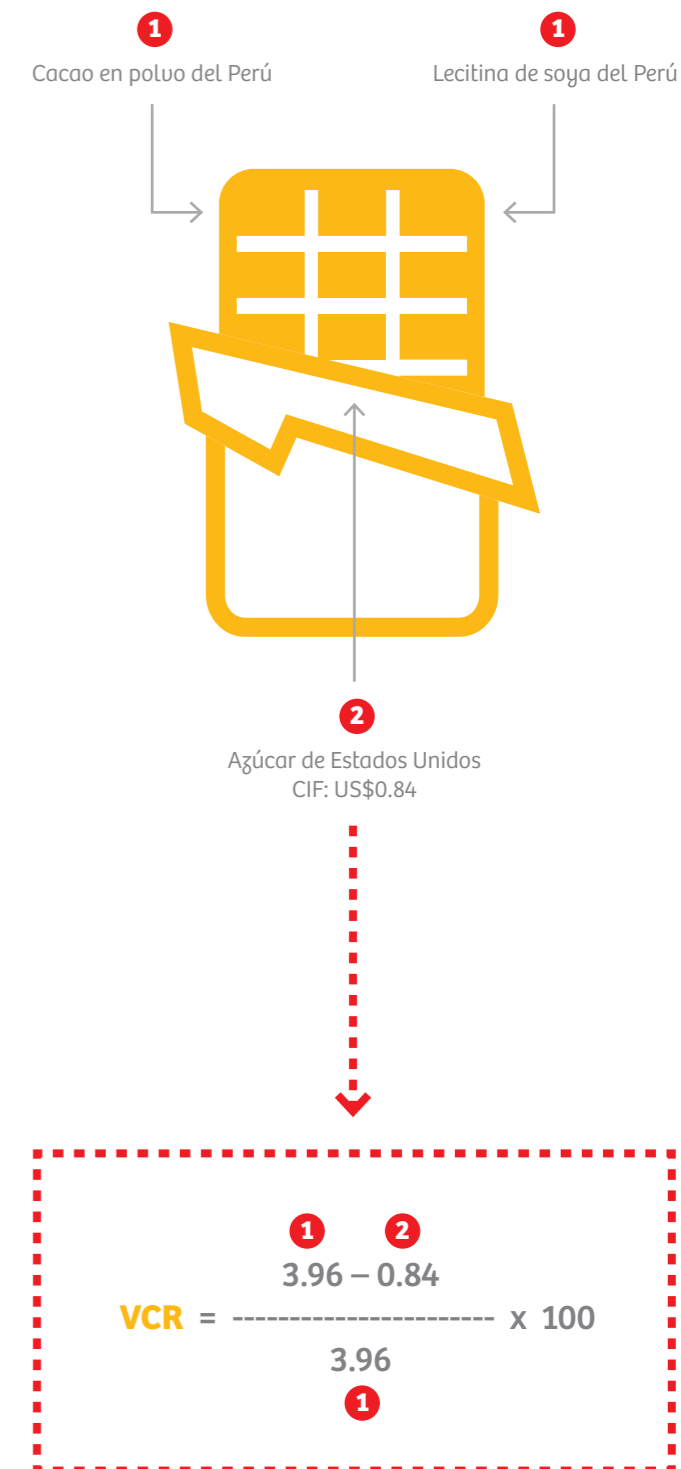 1 1
Cacao en polvo del Perú Lecitina de soya del Perú
2
Azúcar de Estados Unidos
CIF: US$0.84
1 2
3.96 – 0.84
VCR = ----------------------- x 100
3.96
1